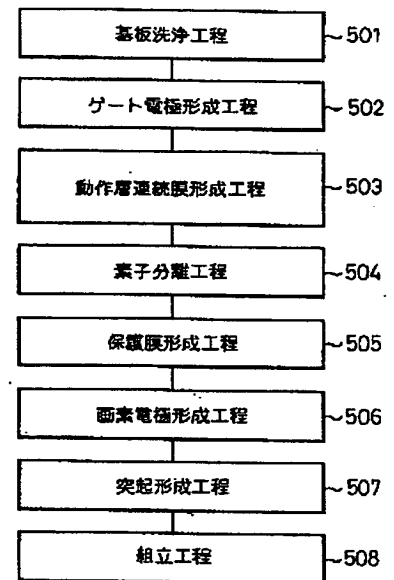 基板洗浄工程 ~501
ゲート電極形成工程 ~502
動作層連続膜形成工程 ~503
素子分離工程 ~504
保護膜形成工程 ~505
画素電極形成工程 ~506
突起形成工程 ~507
組立工程 ~508